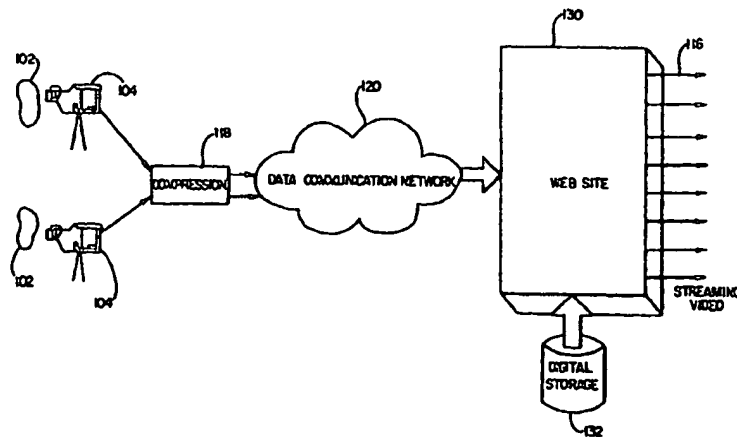 130
116
102
104
120
118
COMPRESSION
DATA COMMUNICATION NETWORK
WEB SITE
102
104
STREAMING
VIDEO
DIGITAL
STORAGE
132